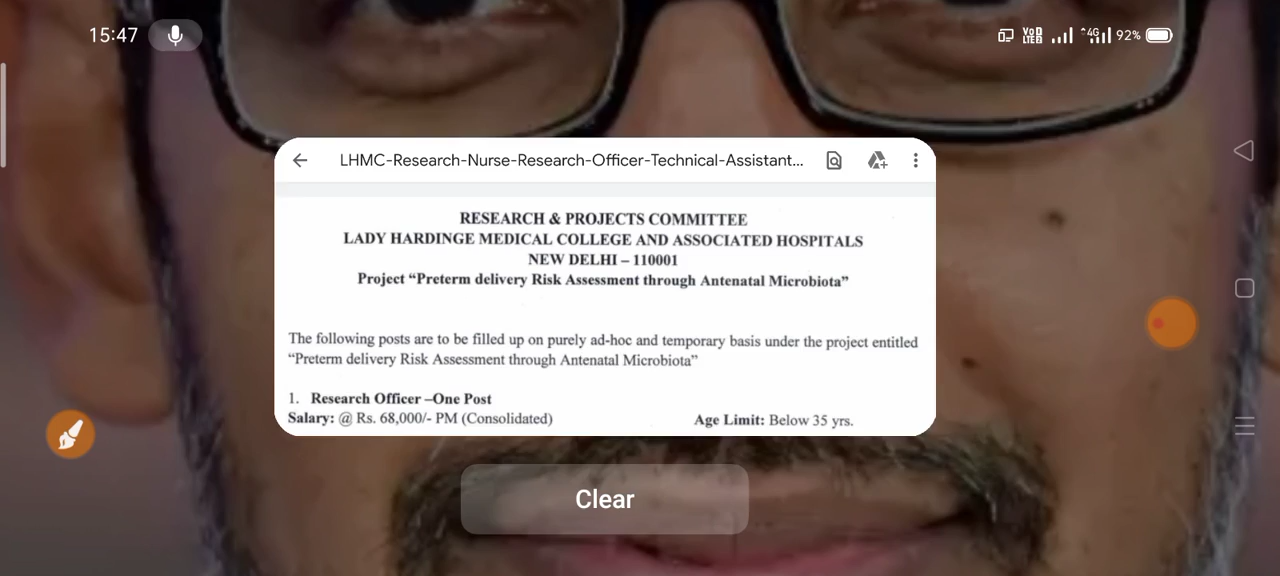 15:47
VoD LTE2 4G 92%
LHMC-Research-Nurse-Research-Officer-Technical-Assistant...
RESEARCH & PROJECTS COMMITTEE
LADY HARDINGE MEDICAL COLLEGE AND ASSOCIATED HOSPITALS
NEW DELHI – 110001
Project “Preterm delivery Risk Assessment through Antenatal Microbiota”
The following posts are to be filled up on purely ad-hoc and temporary basis under the project entitled
“Preterm delivery Risk Assessment through Antenatal Microbiota”
1. Research Officer –One Post
Salary: @ Rs. 68,000/- PM (Consolidated) Age Limit: Below 35 yrs.
Clear